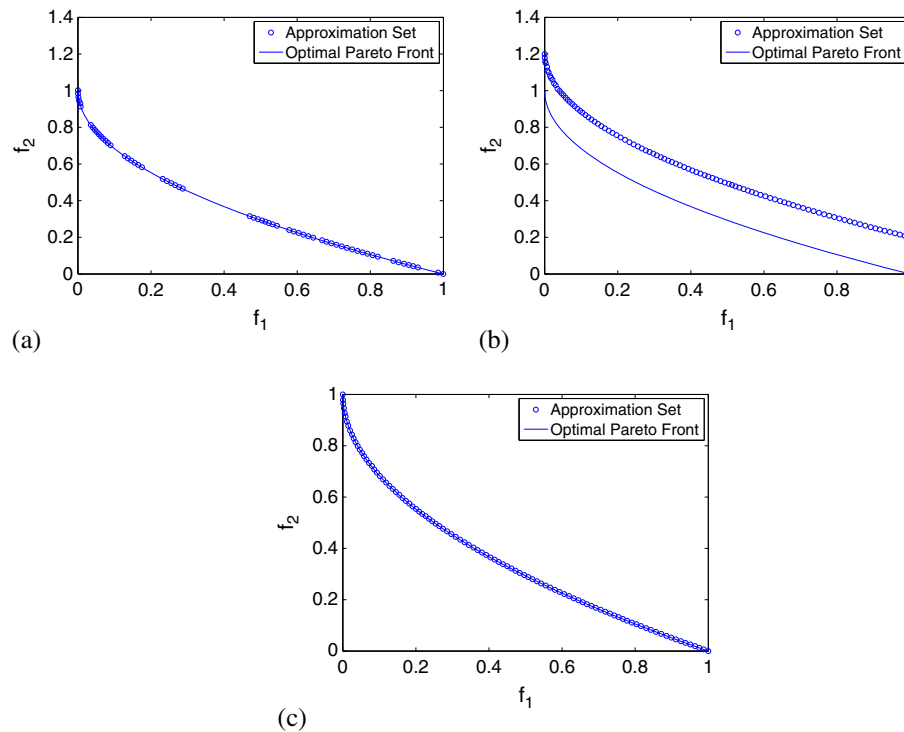 1.4
1.2
1
0.8
0.6
0.4
0.2
0
f2
0 0.2 0.4 0.6 0.8 1
f1
Approximation Set
Optimal Pareto Front
(a)
1.4
1.2
1
0.8
0.6
0.4
0.2
0
f2
0 0.2 0.4 0.6 0.8
f1
Approximation Set
Optimal Pareto Front
(b)
1
0.8
0.6
0.4
0.2
0
f2
0 0.2 0.4 0.6 0.8 1
f1
Approximation Set
Optimal Pareto Front
(c)